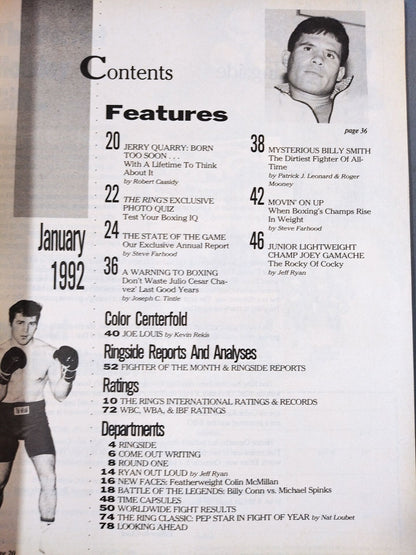 Contents
Features
page 36
20 JERRY QUARRY: BORN
TOO SOON . . .
With A Lifetime To Think
About It
by Robert Cassidy
22 THE RING'S EXCLUSIVE
PHOTO QUIZ
Test Your Boxing IQ
24 THE STATE OF THE GAME
Our Exclusive Annual Report
by Steve Farhood
36 A WARNING TO BOXING
Don't Waste Julio Cesar Cha-
vez' Last Good Years
by Joseph C. Tintle
38 MYSTERIOUS BILLY SMITH
The Dirtiest Fighter Of All-
Time
by Patrick J. Leonard & Roger
Mooney
42 MOVIN' ON UP
When Boxing's Champs Rise
In Weight
by Steve Farhood
46 JUNIOR LIGHTWEIGHT
CHAMP JOEY GAMACHE
The Rocky Of Cocky
by Jeff Ryan
January
1992
Color Centerfold
40 JOE LOUIS by Kevin Rekis
Ringside Reports And Analyses
52 FIGHTER OF THE MONTH & RINGSIDE REPORTS
Ratings
10 THE RING'S INTERNATIONAL RATINGS & RECORDS
72 WBC, WBA, & IBF RATINGS
Departments
4 RINGSIDE
6 COME OUT WRITING
8 ROUND ONE
14 RYAN OUT LOUD by Jeff Ryan
16 NEW FACES: Featherweight Colin McMillan
18 BATTLE OF THE LEGENDS: Billy Conn vs. Michael Spinks
48 TIME CAPSULES
50 WORLDWIDE FIGHT RESULTS
74 THE RING CLASSIC: PEP STAR IN FIGHT OF YEAR by Nat Loubet
78 LOOKING AHEAD